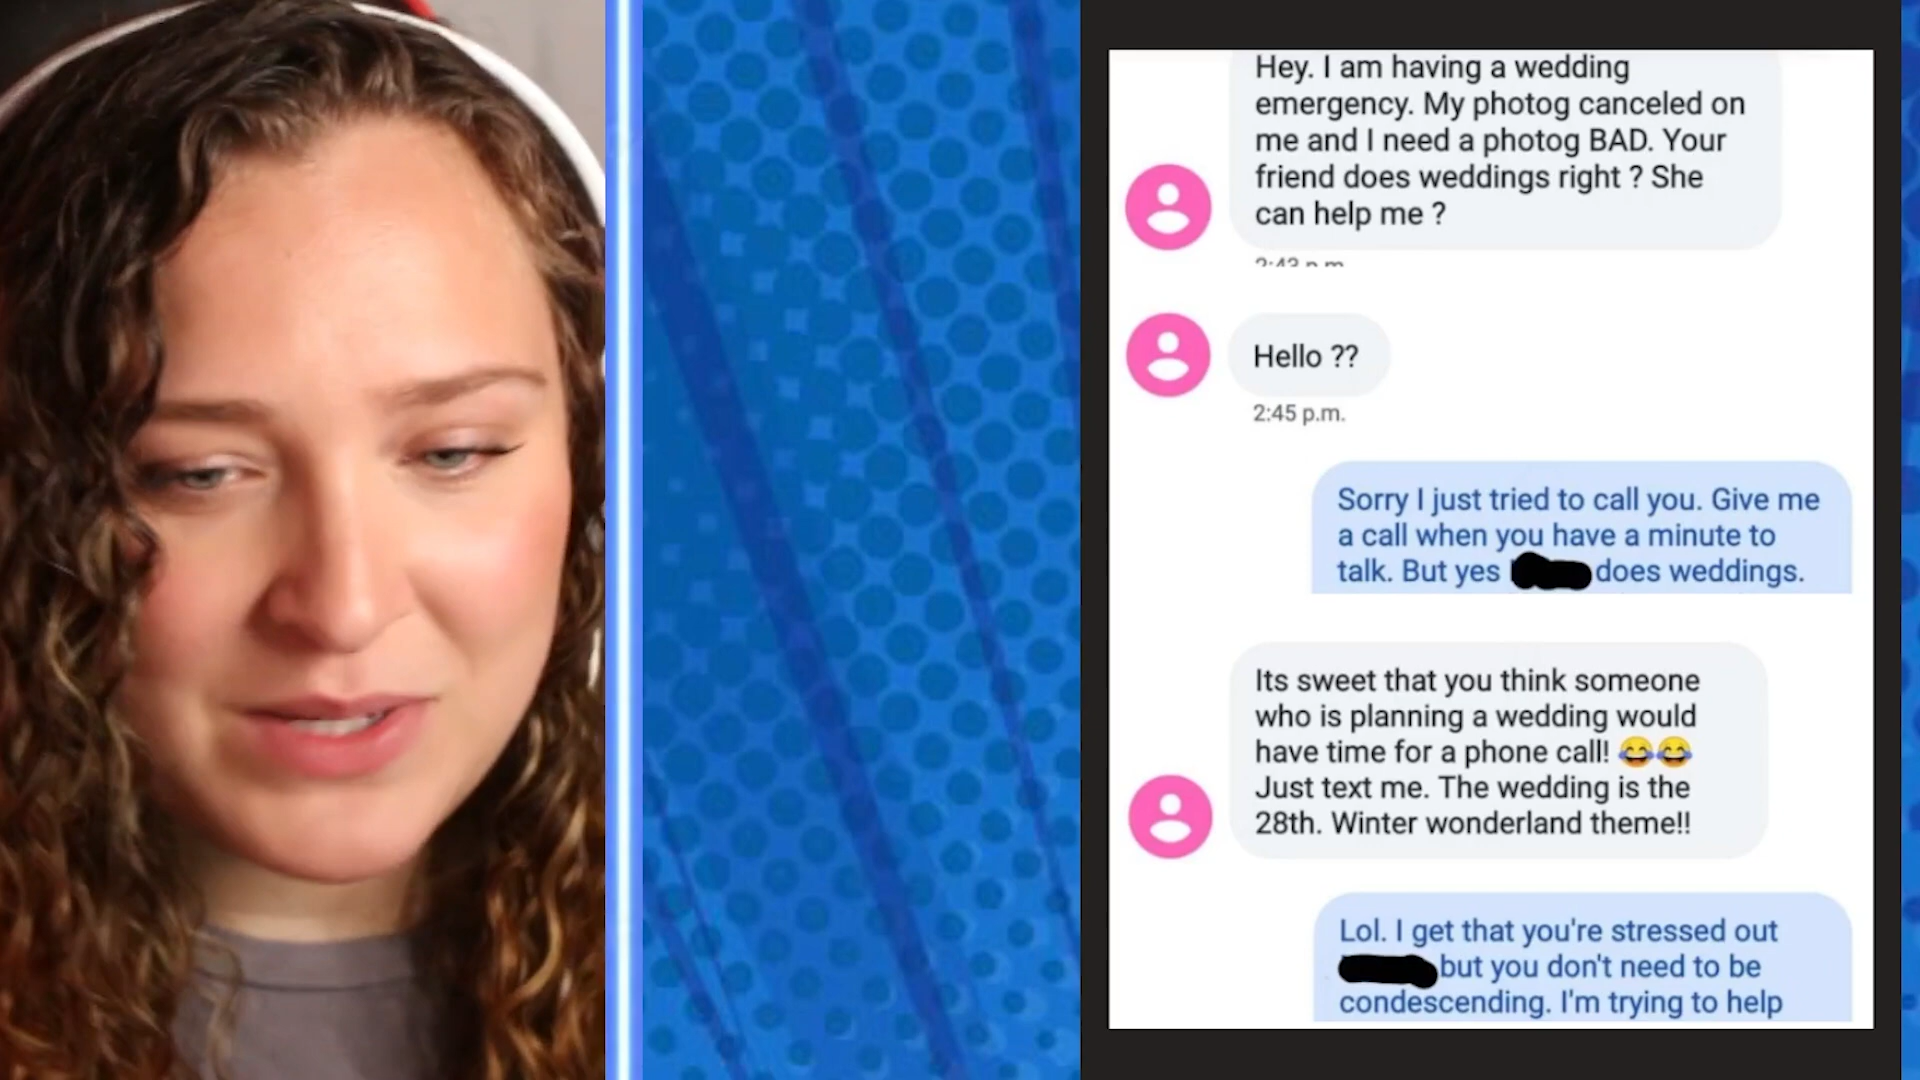 Hey. I am having a wedding
emergency. My photog canceled on
me and I need a photog BAD. Your
friend does weddings right ? She
can help me ?
2:43 p.m.
Hello ??
2:45 p.m.
Sorry I just tried to call you. Give me
a call when you have a minute to
talk. But yes does weddings.
Its sweet that you think someone
who is planning a wedding would
have time for a phone call! 😂😂
Just text me. The wedding is the
28th. Winter wonderland theme!!
Lol. I get that you're stressed out
but you don't need to be
condescending. I'm trying to help